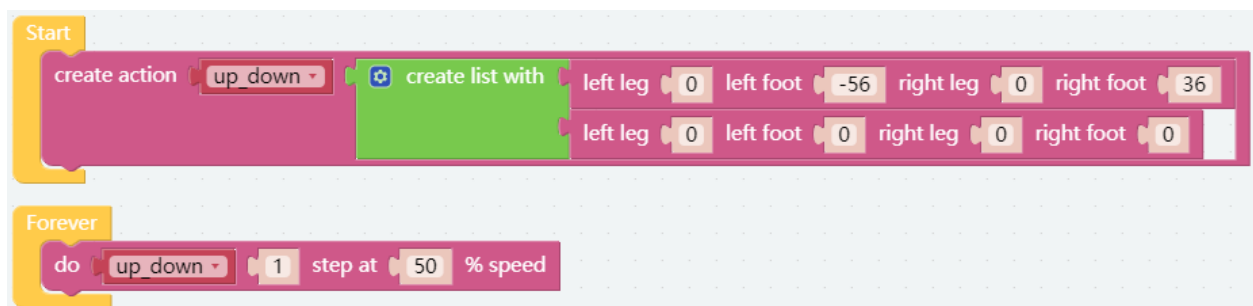 Start
create action up_down create list with left leg 0 left foot -56 right leg 0 right foot 36
left leg 0 left foot 0 right leg 0 right foot 0
Forever
do up_down 1 step at 50 % speed